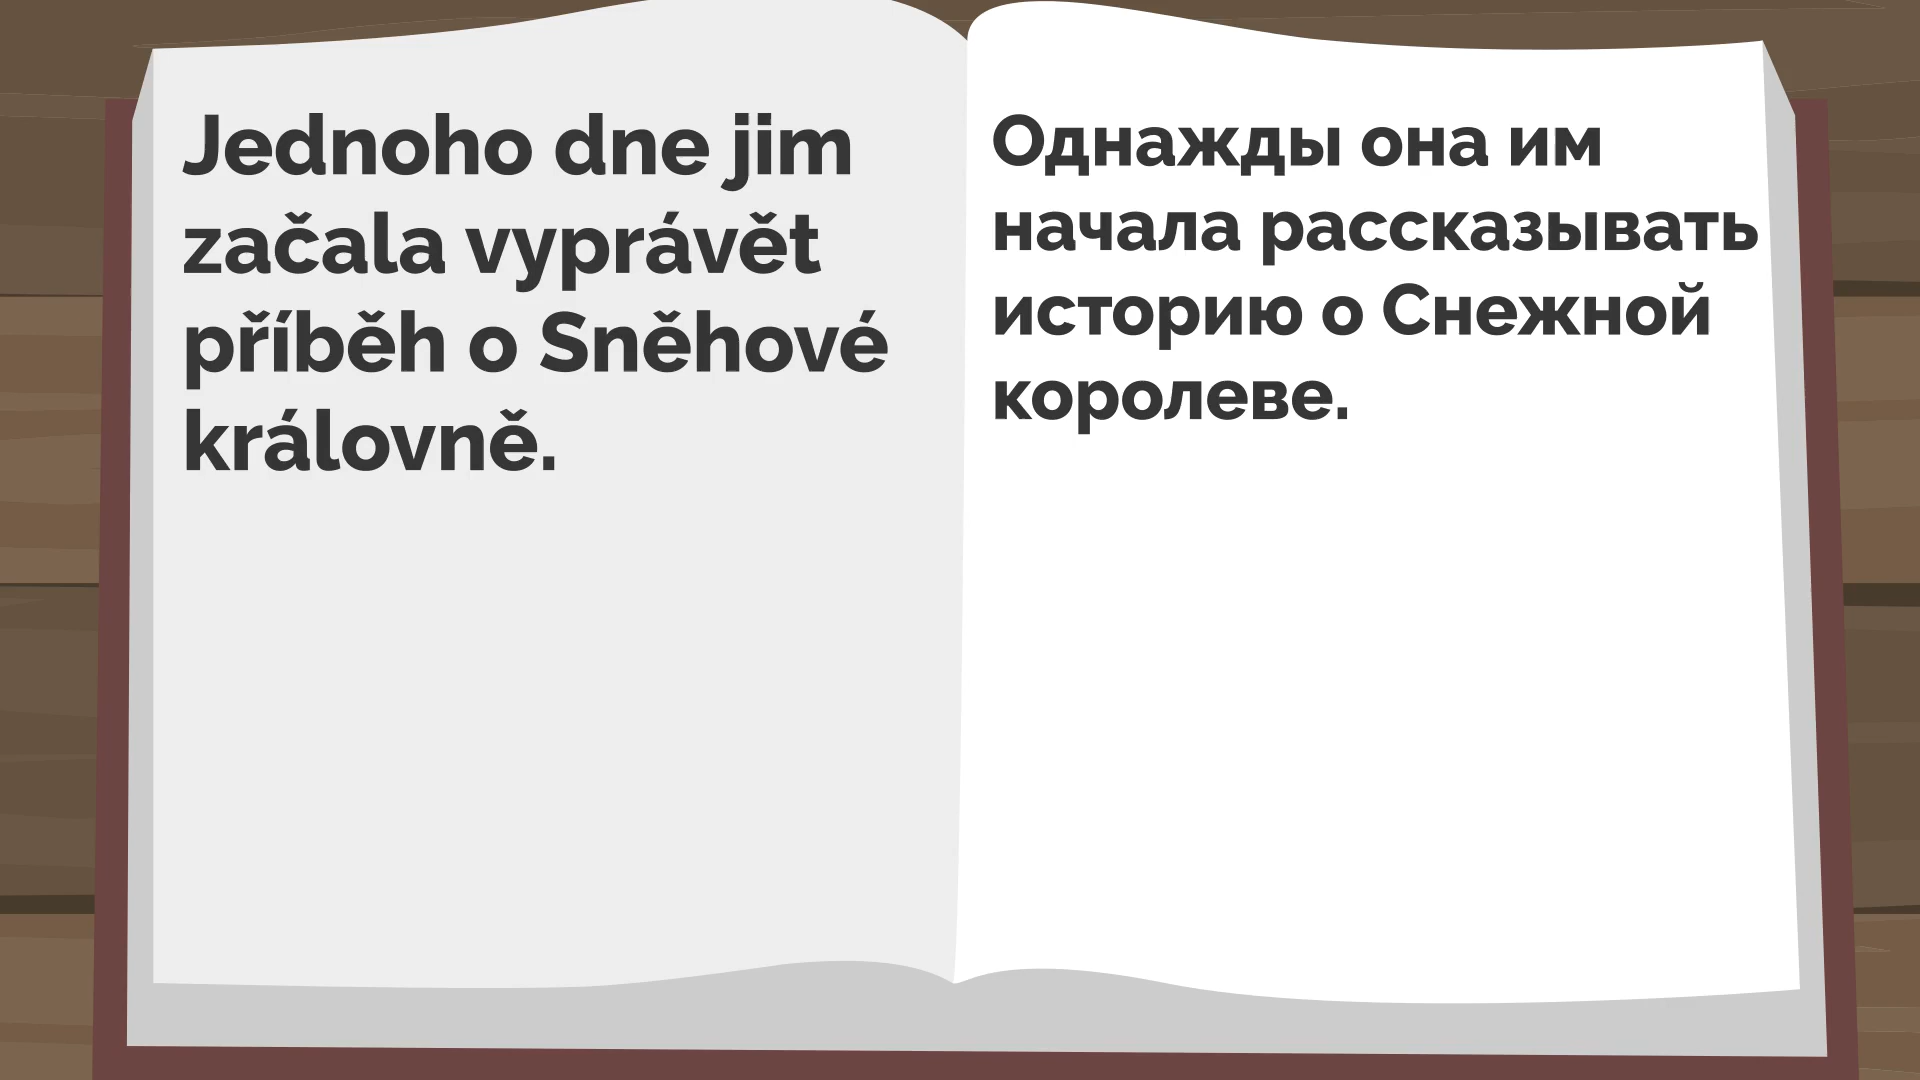 Jednoho dne jim
začala vyprávět
příběh o Sněhové
královně.
Однажды она им
начала рассказывать
историю о Снежной
королеве.